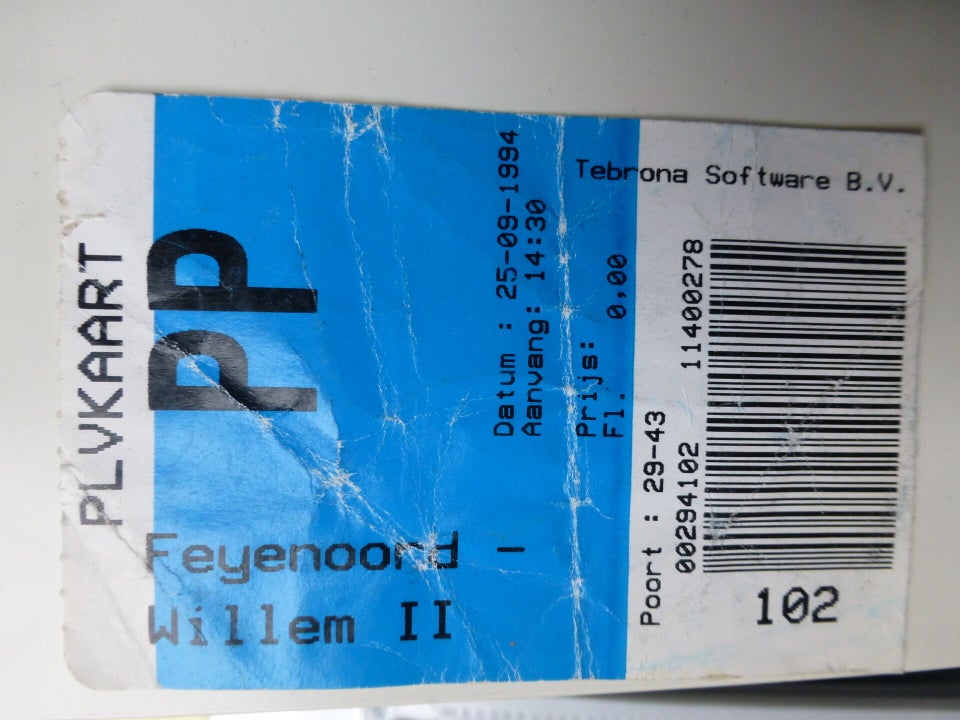 PLVKAART
PP
Feyenoord -
Willem II
Datum : 25-09-1994
Aanvang: 14:30
Prijs:
Fl. 0,00
Tebrona Software B.V.
Poort : 29-43
00294102 11400278
102